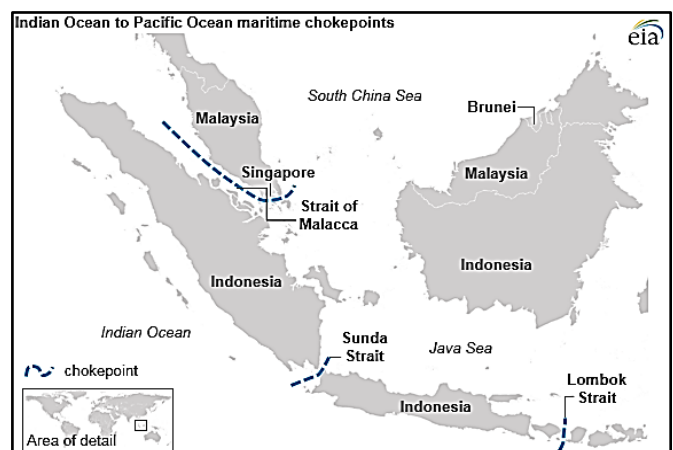 Indian Ocean to Pacific Ocean maritime chokepoints
eia
South China Sea
Brunei
Malaysia
Malaysia
Singapore
Strait of
Malacca
Indonesia
Indonesia
Indian Ocean
Sunda
Strait
Java Sea
chokepoint
Lombok
Strait
Indonesia
Area of detail